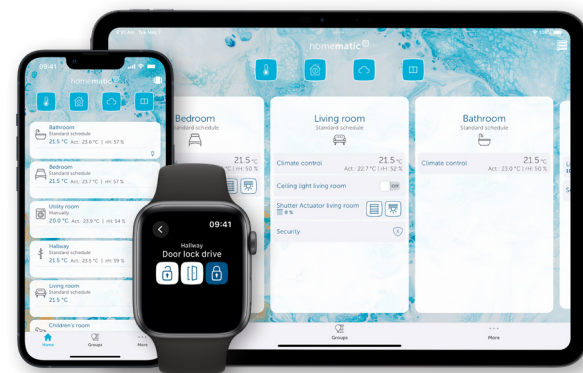 09:41
homematic IP
Bathroom
Standard schedule
21.5 °C Act.: 23.6 °C | rH: 57 %
Bedroom
Standard schedule
21.5 °C Act.: 23.7 °C | rH: 57 %
Utility room
Manually
20.0 °C Act.: 23.9 °C | rH: 54 %
Hallway
Standard schedule
21.5 °C Act.: 23.5 °C | rH: 59 %
Living room
Standard schedule
21.5 °C
Children's room
Home
Groups
More
09:41
Hallway
Door lock drive
homematic IP
Bedroom
Standard schedule
21.5 °C
°C | rH: 50 %
Living room
Standard schedule
Climate control
21.5 °C
Act.: 22.7 °C | rH: 52 %
Ceiling light living room
Off
Shutter Actuator living room
0 %
Security
Bathroom
Standard schedule
Climate control
21.5 °C
Act.: 23.0 °C | rH: 50 %
Groups
More